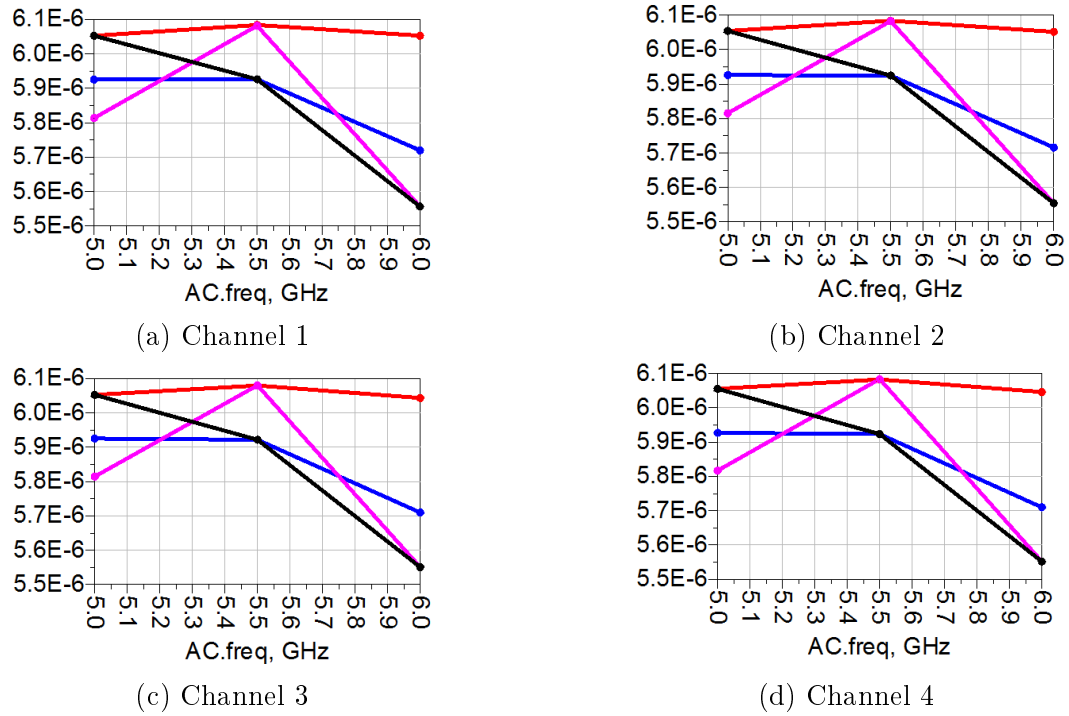 6.1E-6
6.0E-6
5.9E-6
5.8E-6
5.7E-6
5.6E-6
5.5E-6
5.0 5.1 5.2 5.3 5.4 5.5 5.6 5.7 5.8 5.9 6.0
AC.freq, GHz
(a) Channel 1
6.1E-6
6.0E-6
5.9E-6
5.8E-6
5.7E-6
5.6E-6
5.5E-6
5.0 5.1 5.2 5.3 5.4 5.5 5.6 5.7 5.8 5.9 6.0
AC.freq, GHz
(b) Channel 2
6.1E-6
6.0E-6
5.9E-6
5.8E-6
5.7E-6
5.6E-6
5.5E-6
5.0 5.1 5.2 5.3 5.4 5.5 5.6 5.7 5.8 5.9 6.0
AC.freq, GHz
(c) Channel 3
6.1E-6
6.0E-6
5.9E-6
5.8E-6
5.7E-6
5.6E-6
5.5E-6
5.0 5.1 5.2 5.3 5.4 5.5 5.6 5.7 5.8 5.9 6.0
AC.freq, GHz
(d) Channel 4